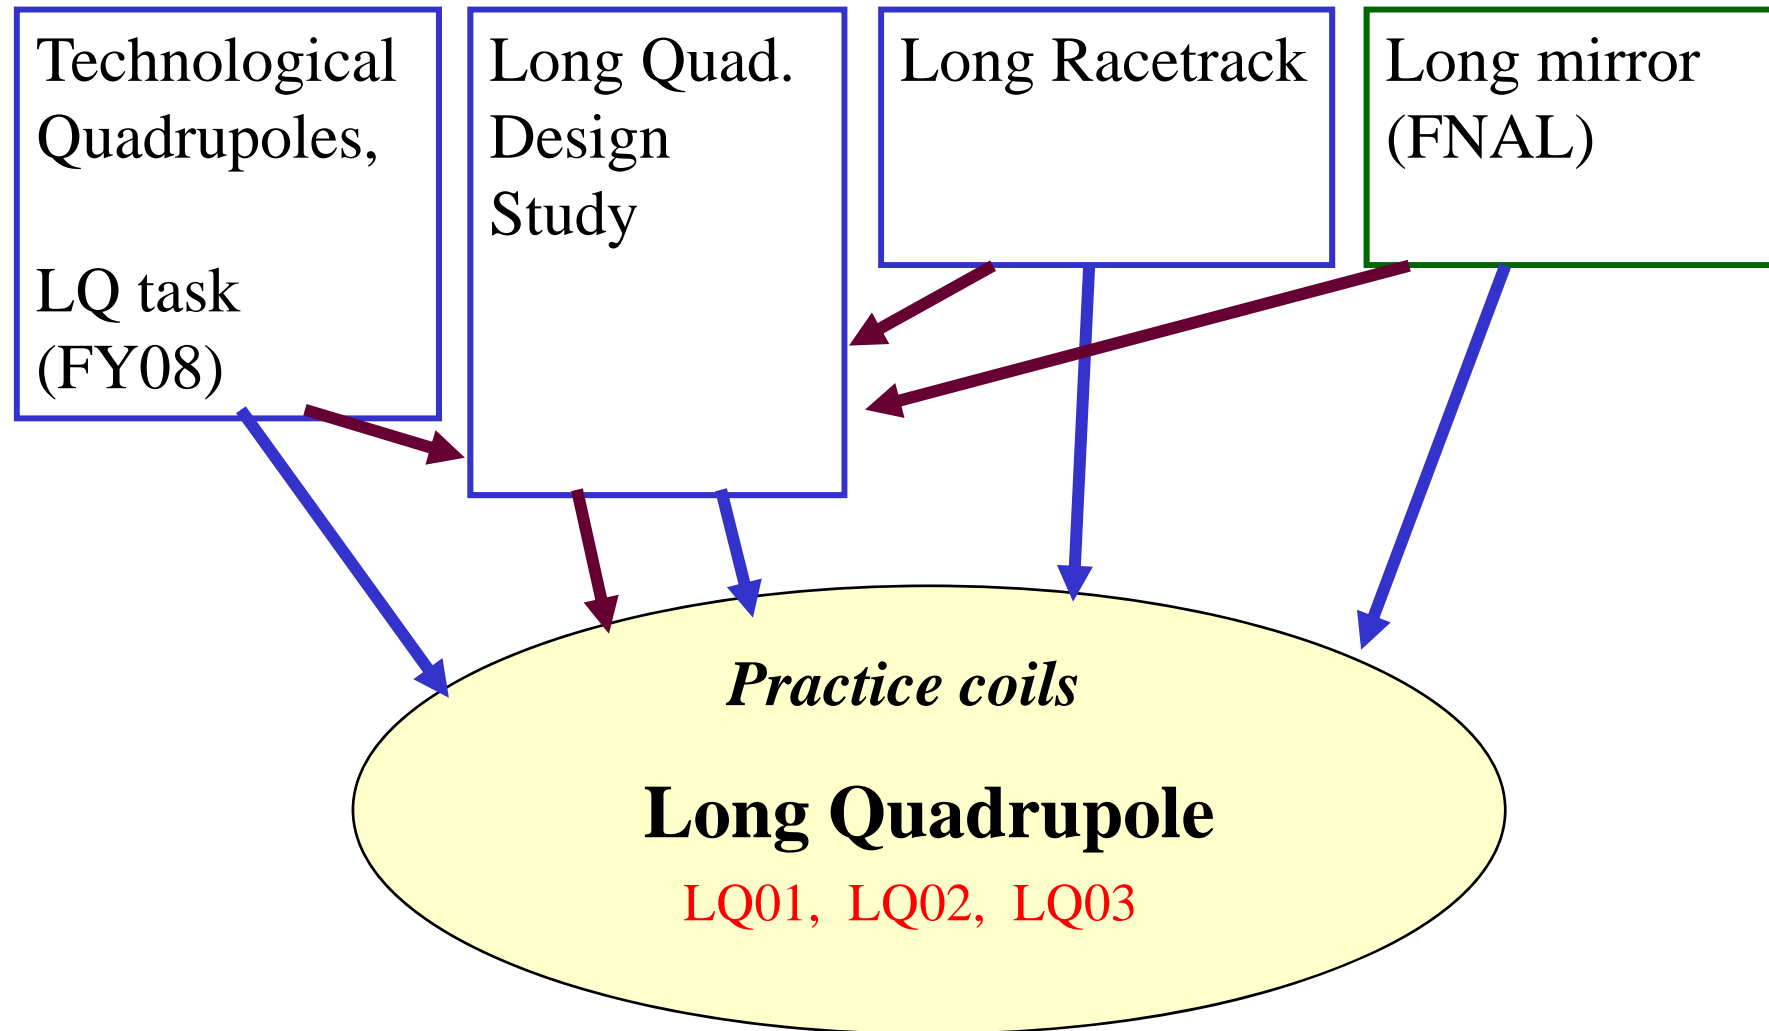 Technological
Quadrupoles,
LQ task
(FY08)
Long Quad.
Design
Study
Long Racetrack
Long mirror
(FNAL)
Practice coils
Long Quadrupole
LQ01, LQ02, LQ03